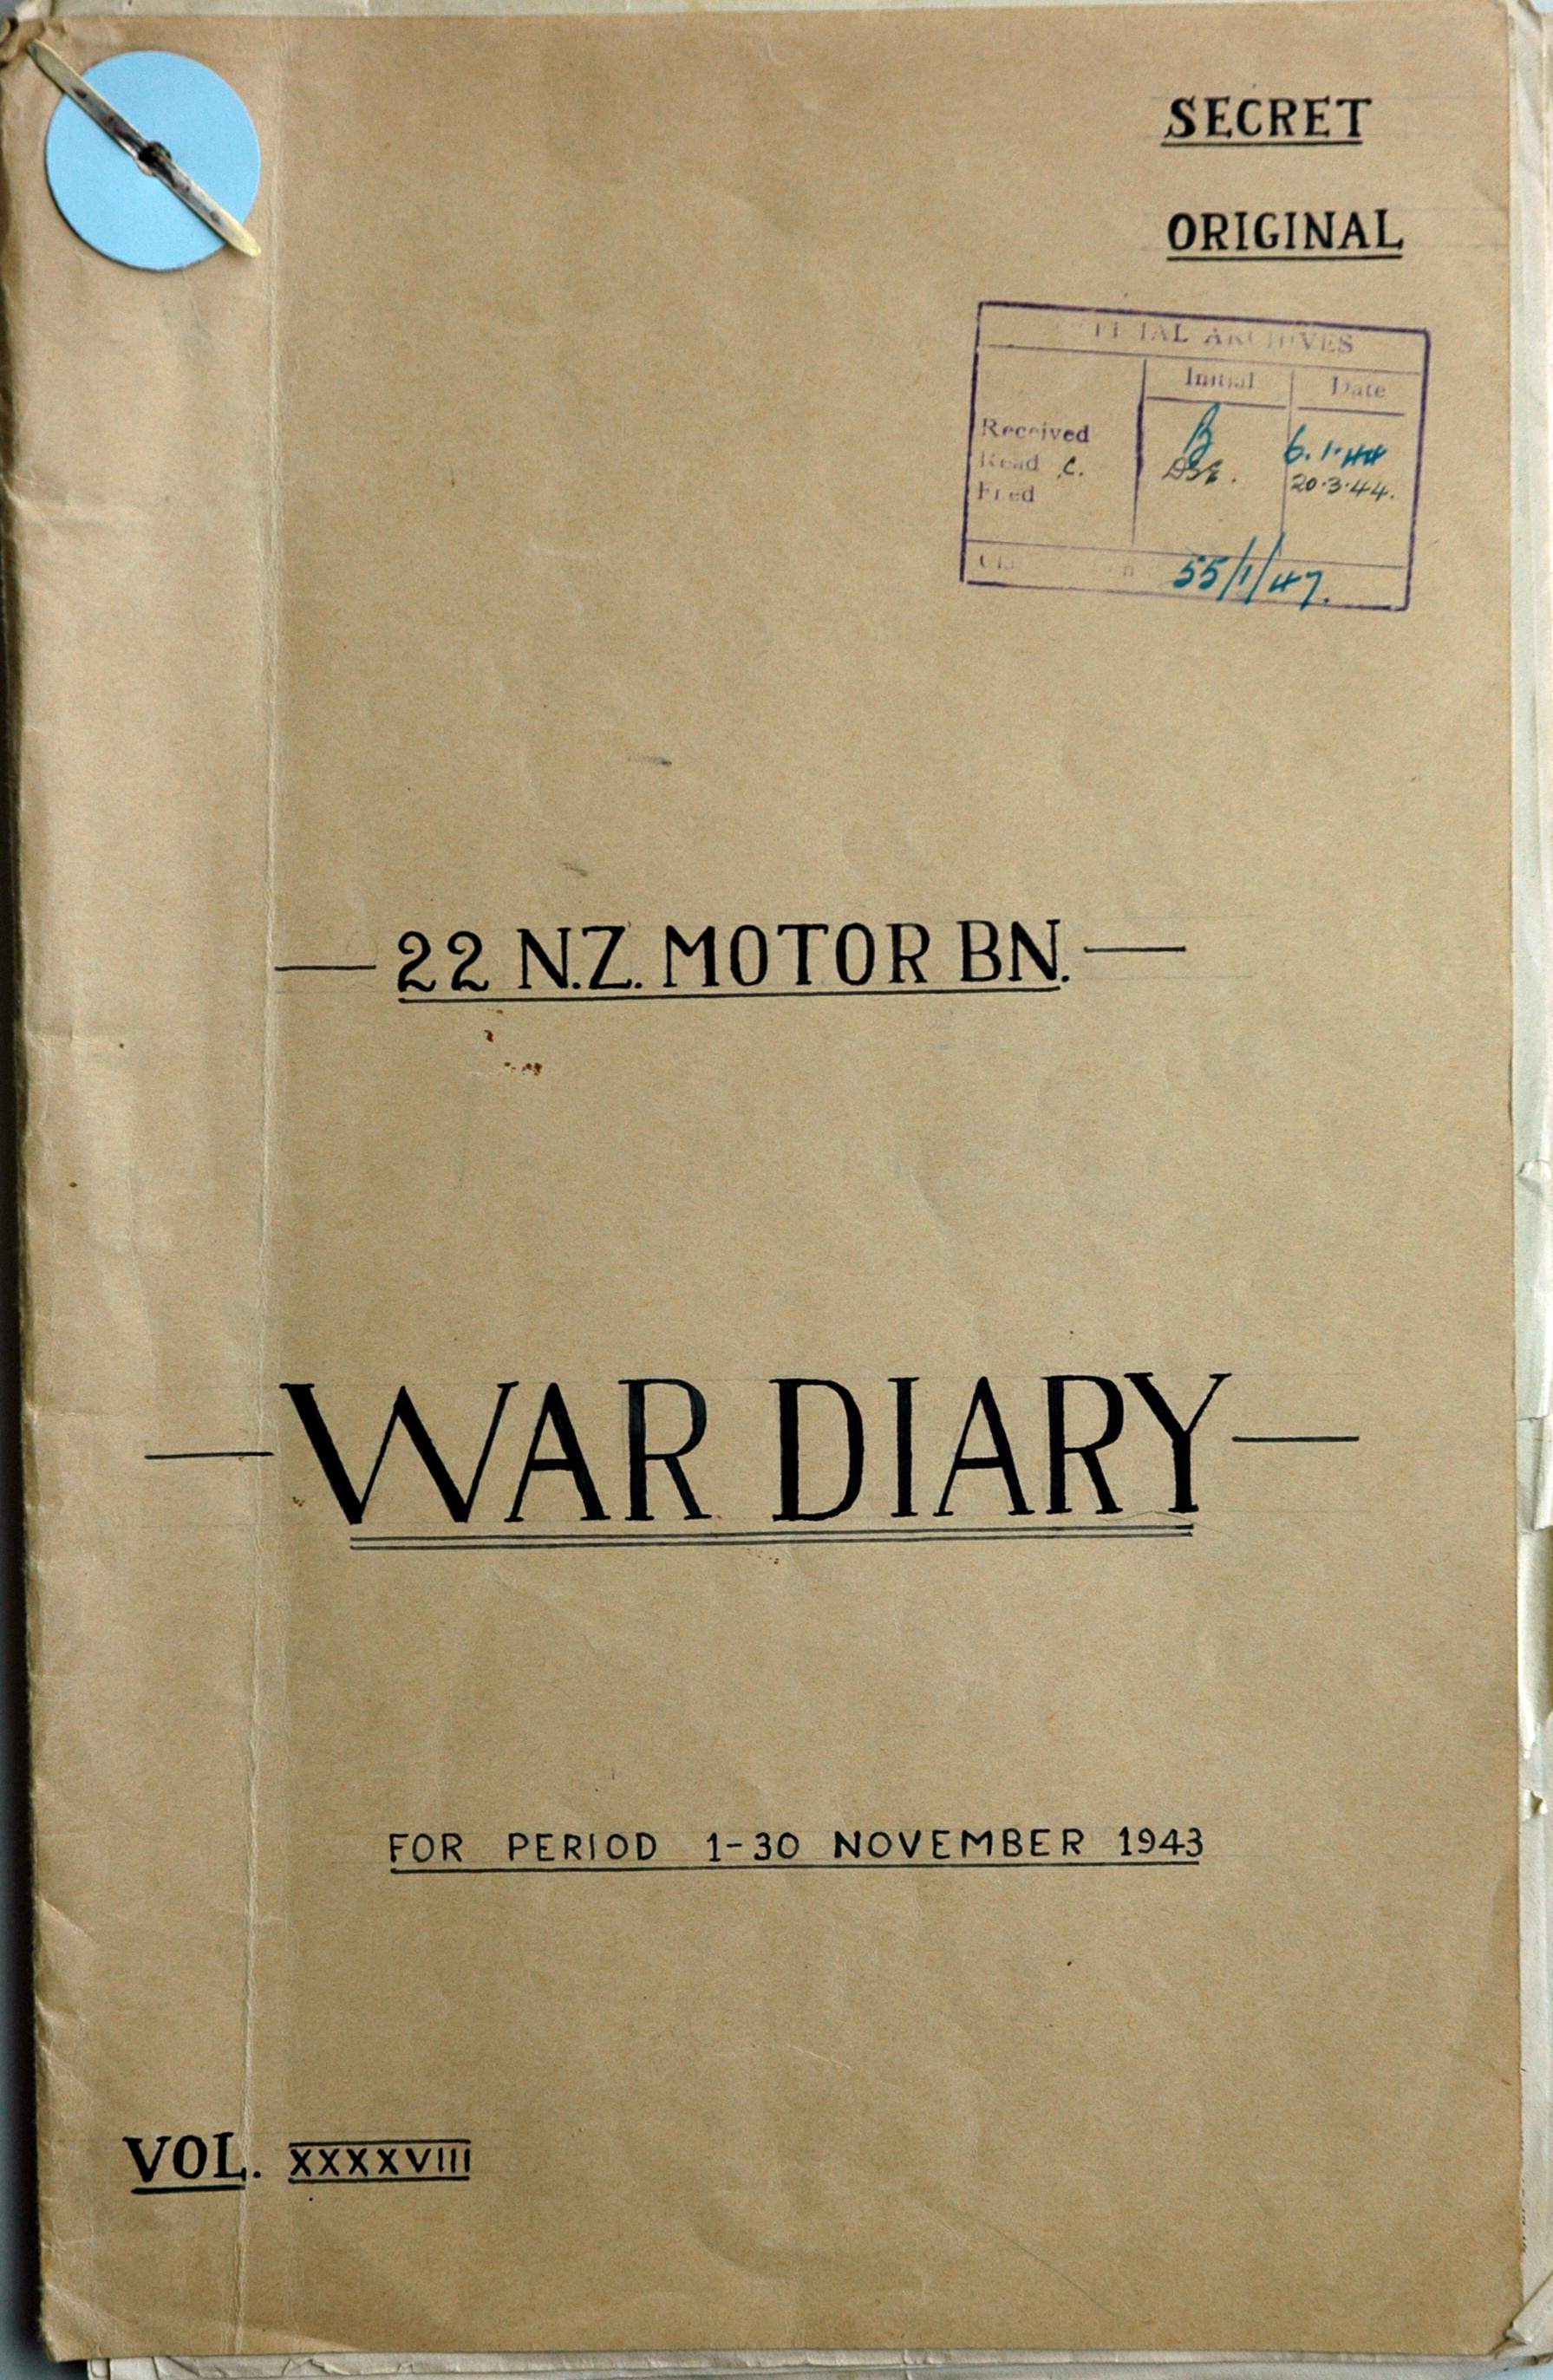 SECRET
ORIGINAL
ARCHIVES
Initial Date
Received B 6.1.44
Read C. 20.3.44.
Filed
55/1/47.
— 22 N.Z. MOTOR BN. —
— WAR DIARY —
FOR PERIOD 1-30 NOVEMBER 1943
VOL. XXXXVIII